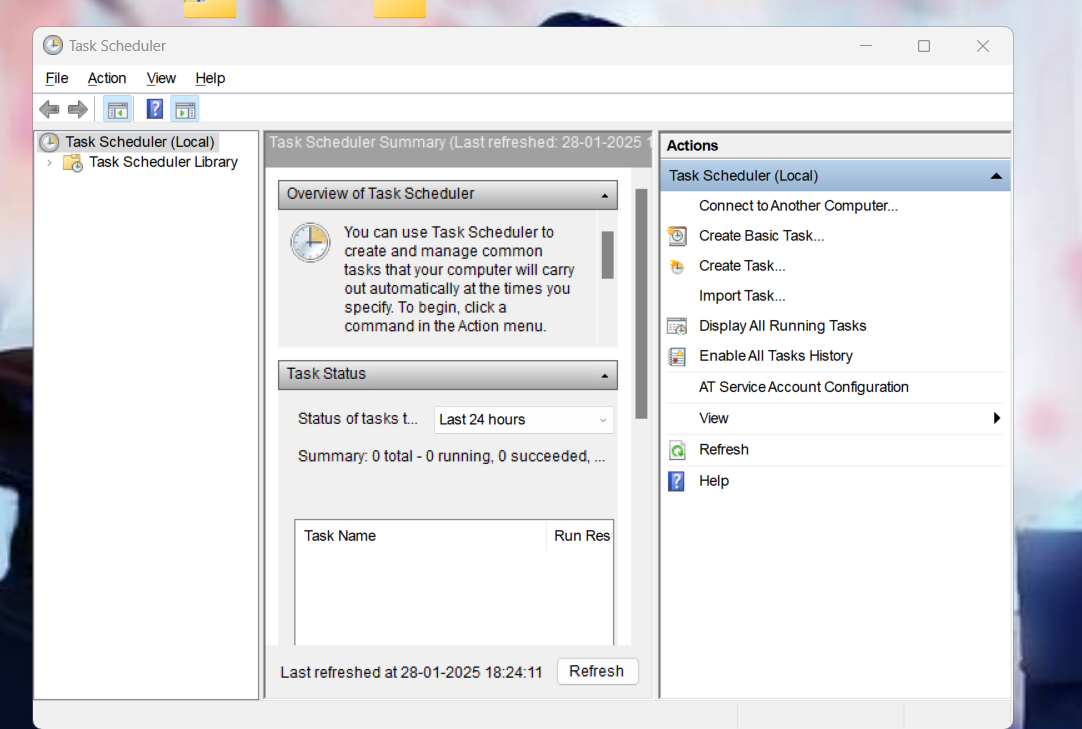 Task Scheduler
File Action View Help
Task Scheduler (Local)
Task Scheduler Library
Task Scheduler Summary (Last refreshed: 28-01-2025 1
Overview of Task Scheduler
You can use Task Scheduler to
create and manage common
tasks that your computer will carry
out automatically at the times you
specify. To begin, click a
command in the Action menu.
Task Status
Status of tasks t... Last 24 hours
Summary: 0 total - 0 running, 0 succeeded, ...
Task Name Run Res
Last refreshed at 28-01-2025 18:24:11 Refresh
Actions
Task Scheduler (Local)
Connect to Another Computer...
Create Basic Task...
Create Task...
Import Task...
Display All Running Tasks
Enable All Tasks History
AT Service Account Configuration
View
Refresh
Help